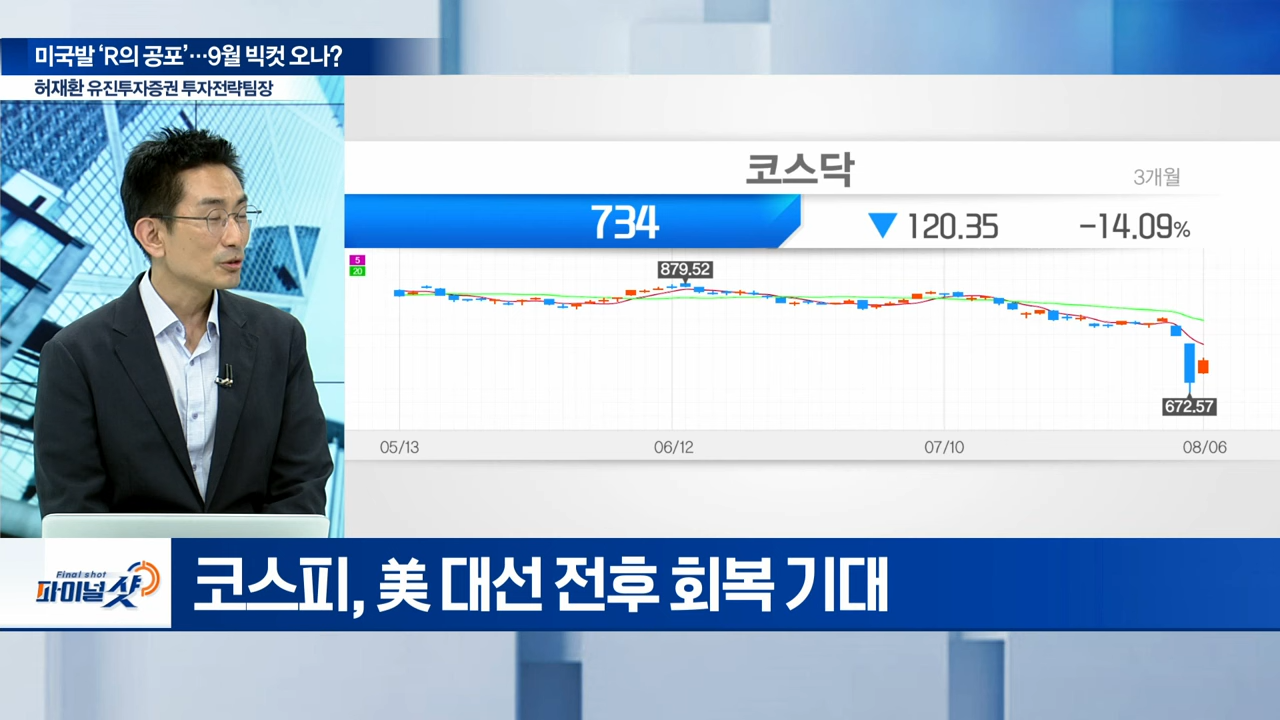 미국발 ‘R의 공포’…9월 빅컷 오나?
허재환 유진투자증권 투자전략팀장
코스닥
3개월
734
▼ 120.35
-14.09%
5
20
879.52
672.57
05/13
06/12
07/10
08/06
Final shot
파이널샷
코스피, 美 대선 전후 회복 기대